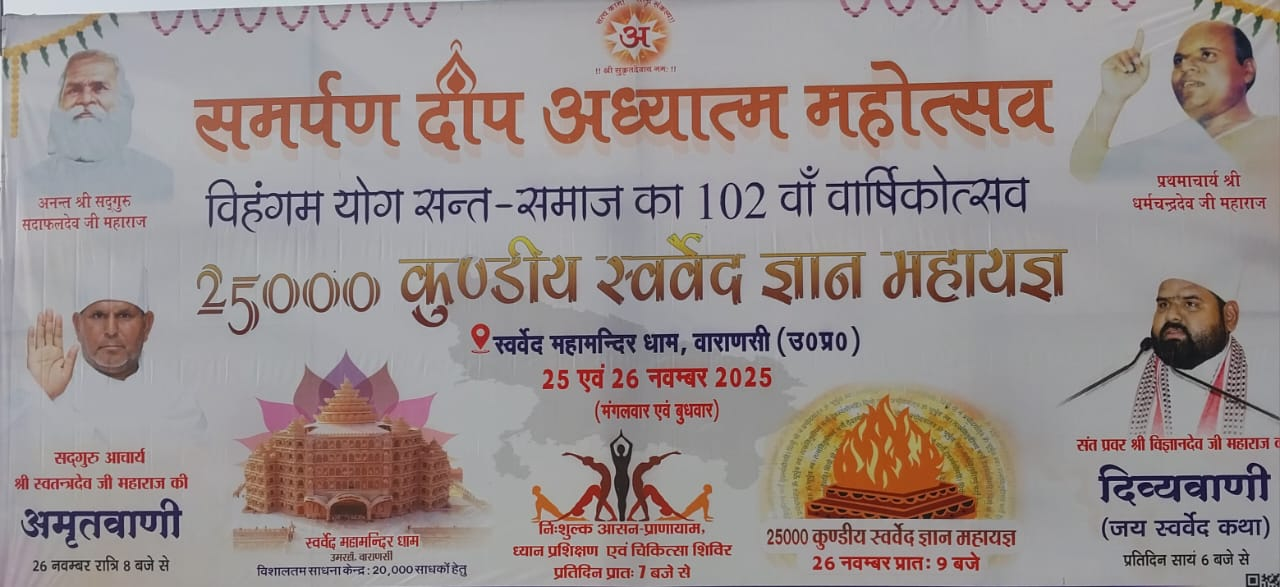 !! श्री सुकृतदेवाय नमः !!
समर्पण दीप अध्यात्म महोत्सव
विहंगम योग सन्त-समाज का 102 वाँ वार्षिकोत्सव
25000 कुण्डीय स्वर्वेद ज्ञान महायज्ञ
स्वर्वेद महामन्दिर धाम, वाराणसी (उ०प्र०)
25 एवं 26 नवम्बर 2025
(मंगलवार एवं बुधवार)
अनन्त श्री सद्‌गुरु
सदाफलदेव जी महाराज
प्रथमाचार्य श्री
धर्मचन्द्रदेव जी महाराज
सद्‌गुरु आचार्य
श्री स्वतन्त्रदेव जी महाराज की
अमृतवाणी
26 नवम्बर रात्रि 8 बजे से
स्वर्वेद महामन्दिर धाम
उमरहाँ, वाराणसी
विशालतम साधना केन्द्र : 20,000 साधकों हेतु
निःशुल्क आसन-प्राणायाम,
ध्यान प्रशिक्षण एवं चिकित्सा शिविर
प्रतिदिन प्रातः 7 बजे से
25000 कुण्डीय स्वर्वेद ज्ञान महायज्ञ
26 नवम्बर प्रात: 9 बजे
संत प्रवर श्री विज्ञानदेव जी महाराज
दिव्यवाणी
(जय स्वर्वेद कथा)
प्रतिदिन सायं 6 बजे से